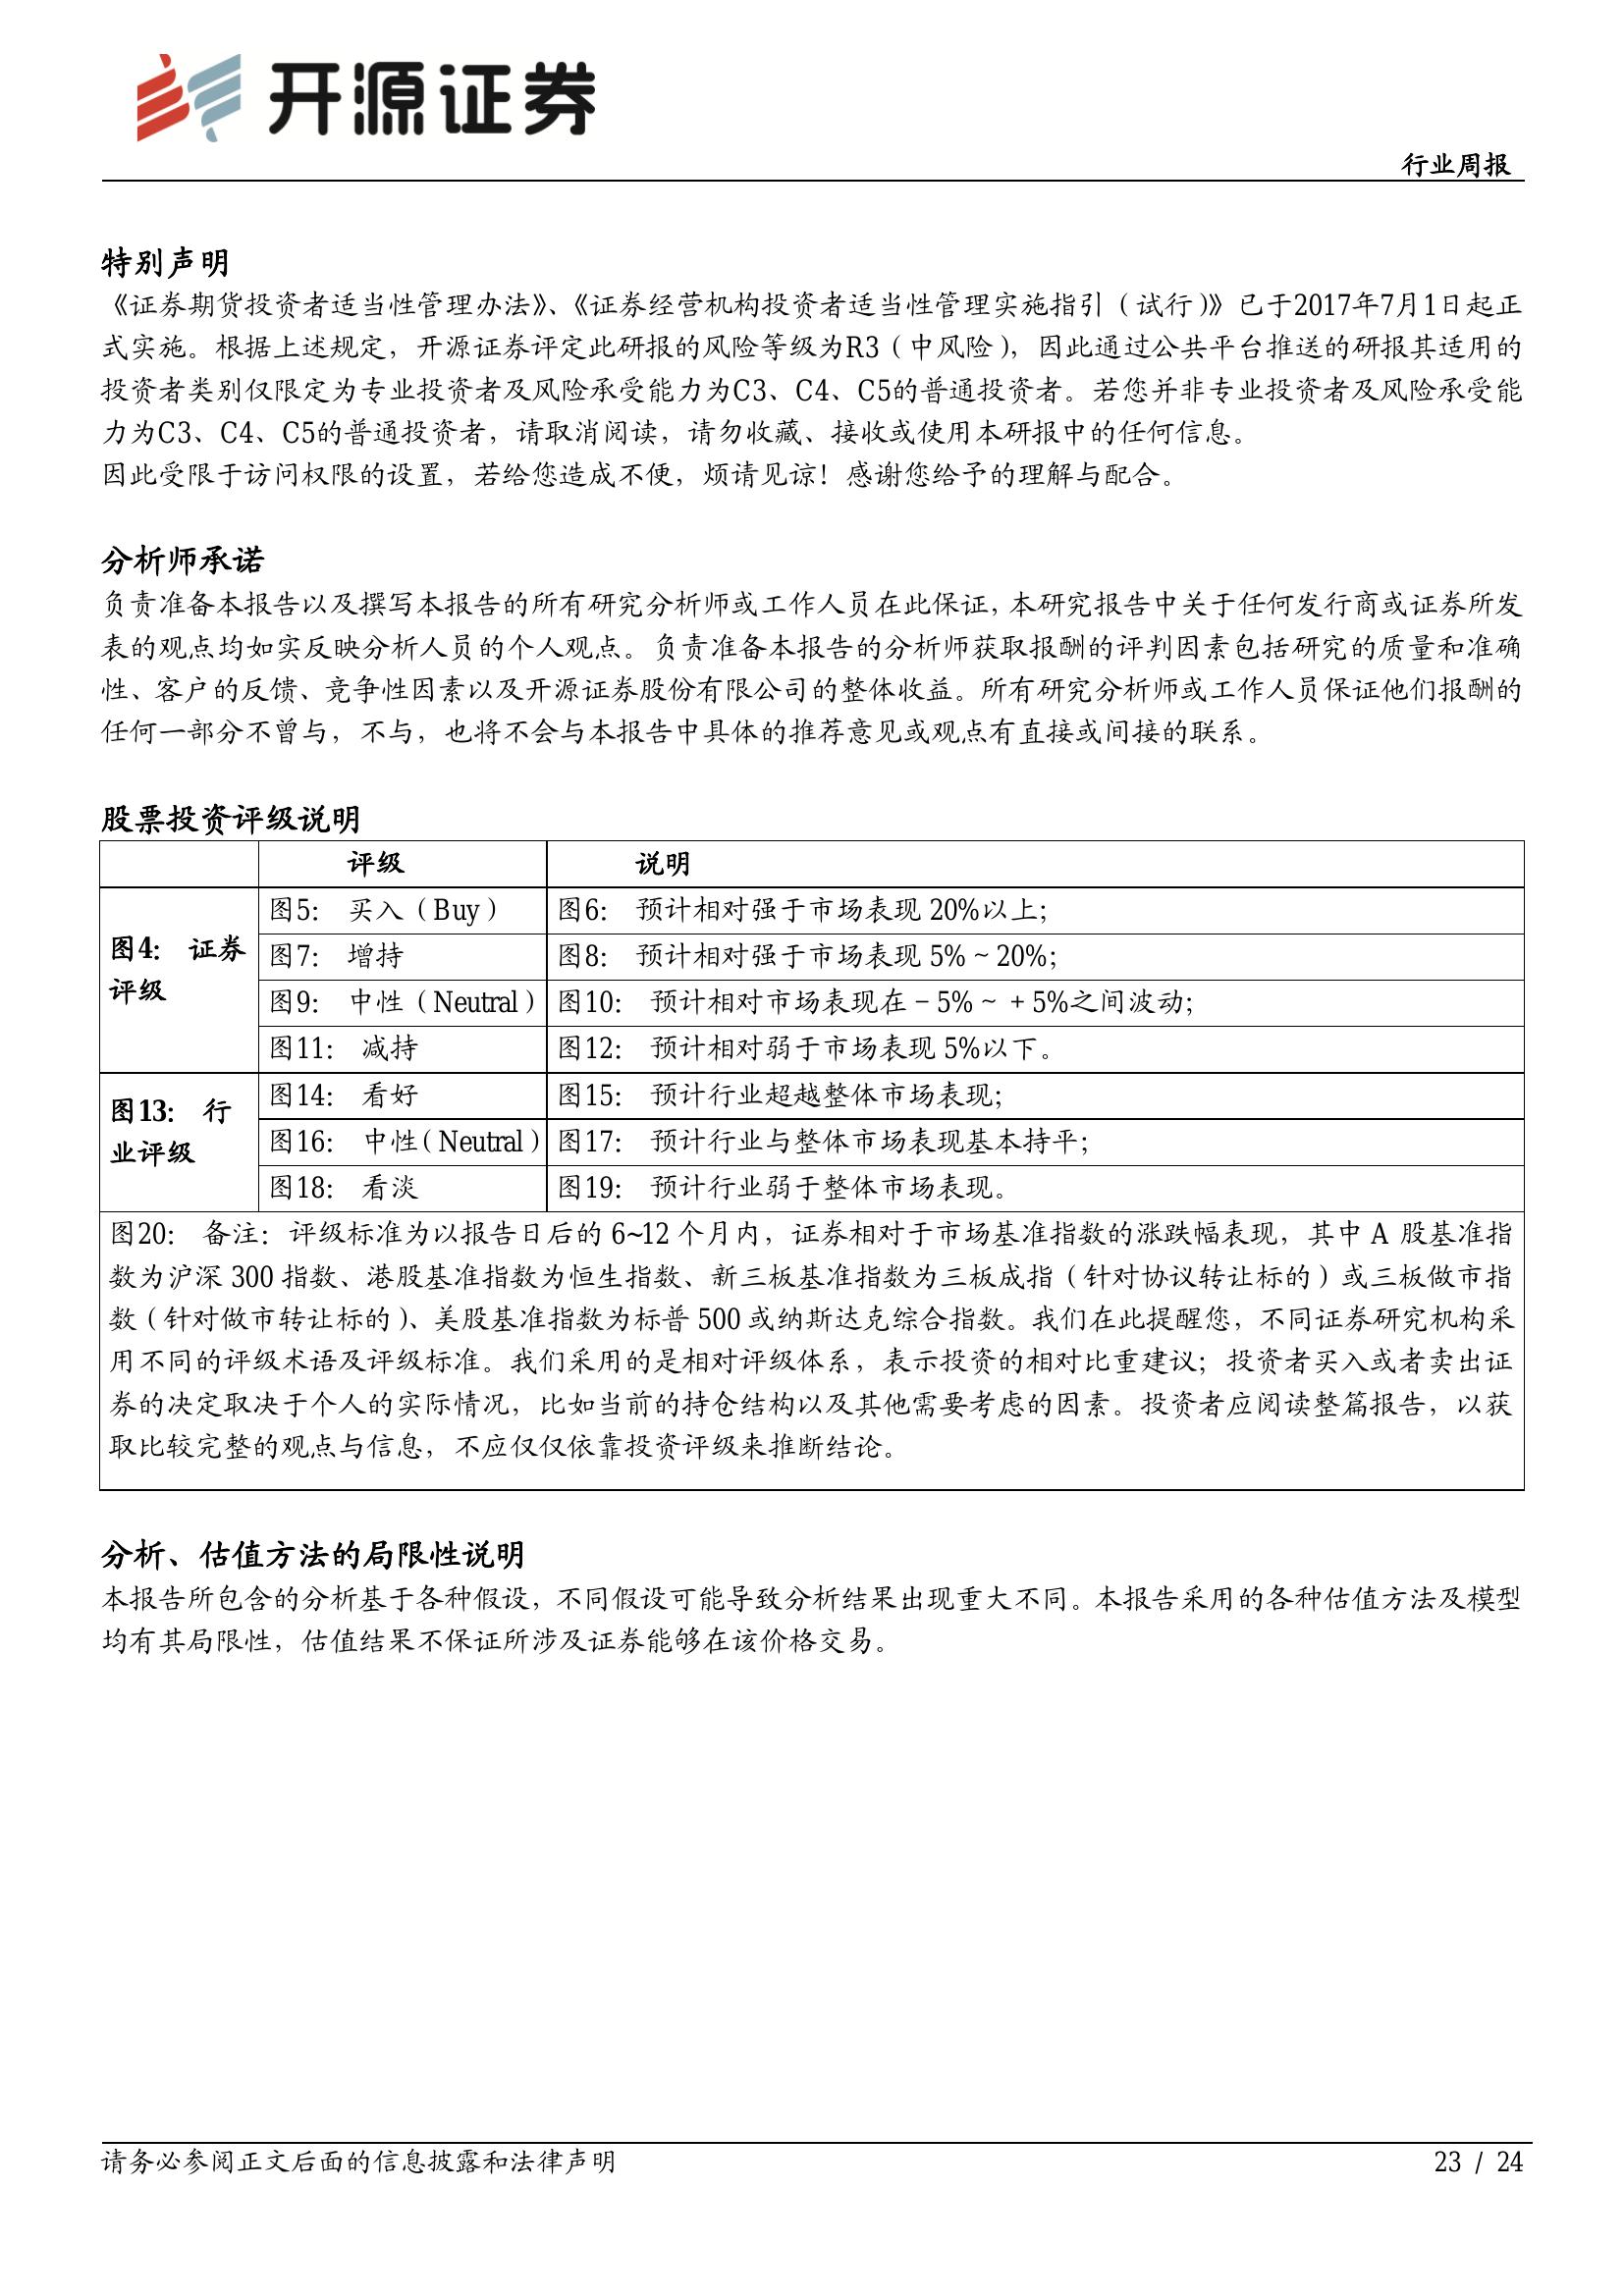 开源证券
行业周报
特别声明
《证券期货投资者适当性管理办法》、《证券经营机构投资者适当性管理实施指引（试行）》已于2017年7月1日起正
式实施。根据上述规定，开源证券评定此研报的风险等级为R3（中风险），因此通过公共平台推送的研报其适用的
投资者类别仅限定为专业投资者及风险承受能力为C3、C4、C5的普通投资者。若您并非专业投资者及风险承受能
力为C3、C4、C5的普通投资者，请取消阅读，请勿收藏、接收或使用本研报中的任何信息。
因此受限于访问权限的设置，若给您造成不便，烦请见谅！感谢您给予的理解与配合。
分析师承诺
负责准备本报告以及撰写本报告的所有研究分析师或工作人员在此保证，本研究报告中关于任何发行商或证券所发
表的观点均如实反映分析人员的个人观点。负责准备本报告的分析师获取报酬的评判因素包括研究的质量和准确
性、客户的反馈、竞争性因素以及开源证券股份有限公司的整体收益。所有研究分析师或工作人员保证他们报酬的
任何一部分不曾与，不与，也将不会与本报告中具体的推荐意见或观点有直接或间接的联系。
股票投资评级说明
评级 说明
图4： 证券
评级
图5： 买入（Buy） 图6： 预计相对强于市场表现 20%以上；
图7： 增持 图8： 预计相对强于市场表现 5%～20%；
图9： 中性（Neutral） 图10： 预计相对市场表现在－5%～＋5%之间波动；
图11： 减持 图12： 预计相对弱于市场表现 5%以下。
图13： 行
业评级
图14： 看好 图15： 预计行业超越整体市场表现；
图16： 中性（Neutral） 图17： 预计行业与整体市场表现基本持平；
图18： 看淡 图19： 预计行业弱于整体市场表现。
图20： 备注：评级标准为以报告日后的 6~12 个月内，证券相对于市场基准指数的涨跌幅表现，其中 A 股基准指
数为沪深 300 指数、港股基准指数为恒生指数、新三板基准指数为三板成指（针对协议转让标的）或三板做市指
数（针对做市转让标的）、美股基准指数为标普 500 或纳斯达克综合指数。我们在此提醒您，不同证券研究机构采
用不同的评级术语及评级标准。我们采用的是相对评级体系，表示投资的相对比重建议；投资者买入或者卖出证
券的决定取决于个人的实际情况，比如当前的持仓结构以及其他需要考虑的因素。投资者应阅读整篇报告，以获
取比较完整的观点与信息，不应仅仅依靠投资评级来推断结论。
分析、估值方法的局限性说明
本报告所包含的分析基于各种假设，不同假设可能导致分析结果出现重大不同。本报告采用的各种估值方法及模型
均有其局限性，估值结果不保证所涉及证券能够在该价格交易。
请务必参阅正文后面的信息披露和法律声明
23 / 24